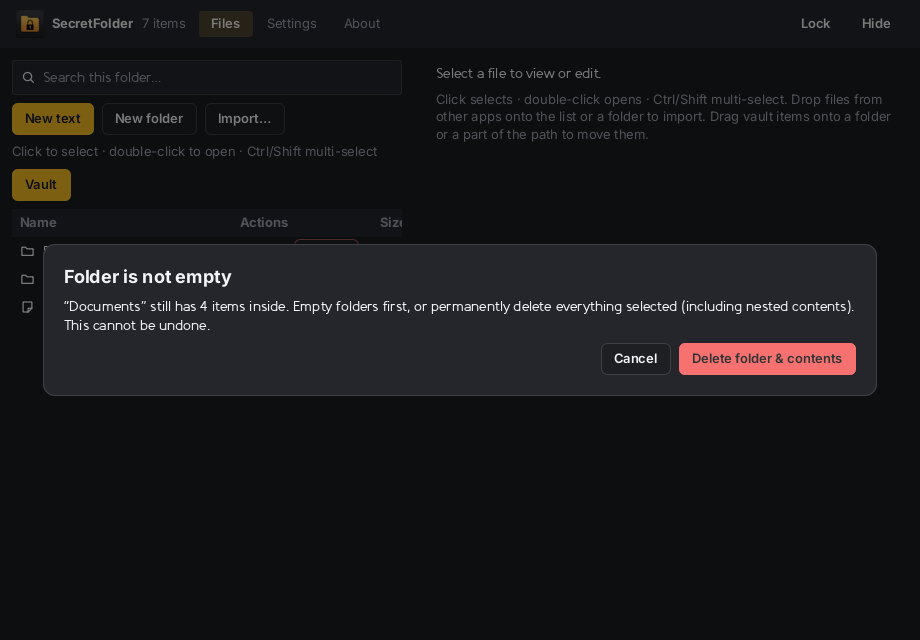 SecretFolder 7 items Files Settings About Lock Hide
Search this folder...
New text New folder Import...
Click to select · double-click to open · Ctrl/Shift multi-select
Vault
Name Actions Size
Select a file to view or edit.
Click selects · double-click opens · Ctrl/Shift multi-select. Drop files from
other apps onto the list or a folder to import. Drag vault items onto a folder
or a part of the path to move them.
Folder is not empty
“Documents” still has 4 items inside. Empty folders first, or permanently delete everything selected (including nested contents).
This cannot be undone.
Cancel Delete folder & contents